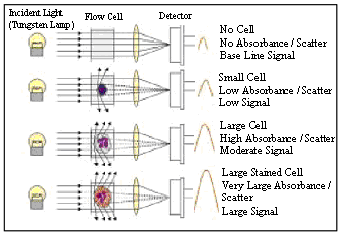 Incident Light
(Tungsten Lamp)
Flow Cell
Detector
No Cell
No Absorbance / Scatter
Base Line Signal
Small Cell
Low Absorbance / Scatter
Low Signal
Large Cell
High Absorbance / Scatter
Moderate Signal
Large Stained Cell
Very Large Absorbance /
Scatter
Large Signal